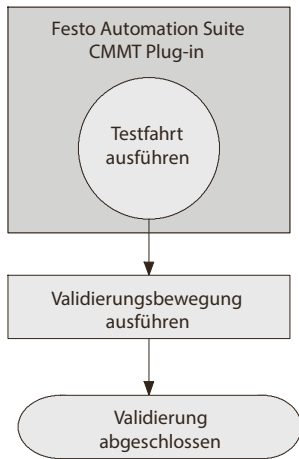 Festo Automation Suite
CMMT Plug-in
Testfahrt
ausführen
Validierungsbewegung
ausführen
Validierung
abgeschlossen